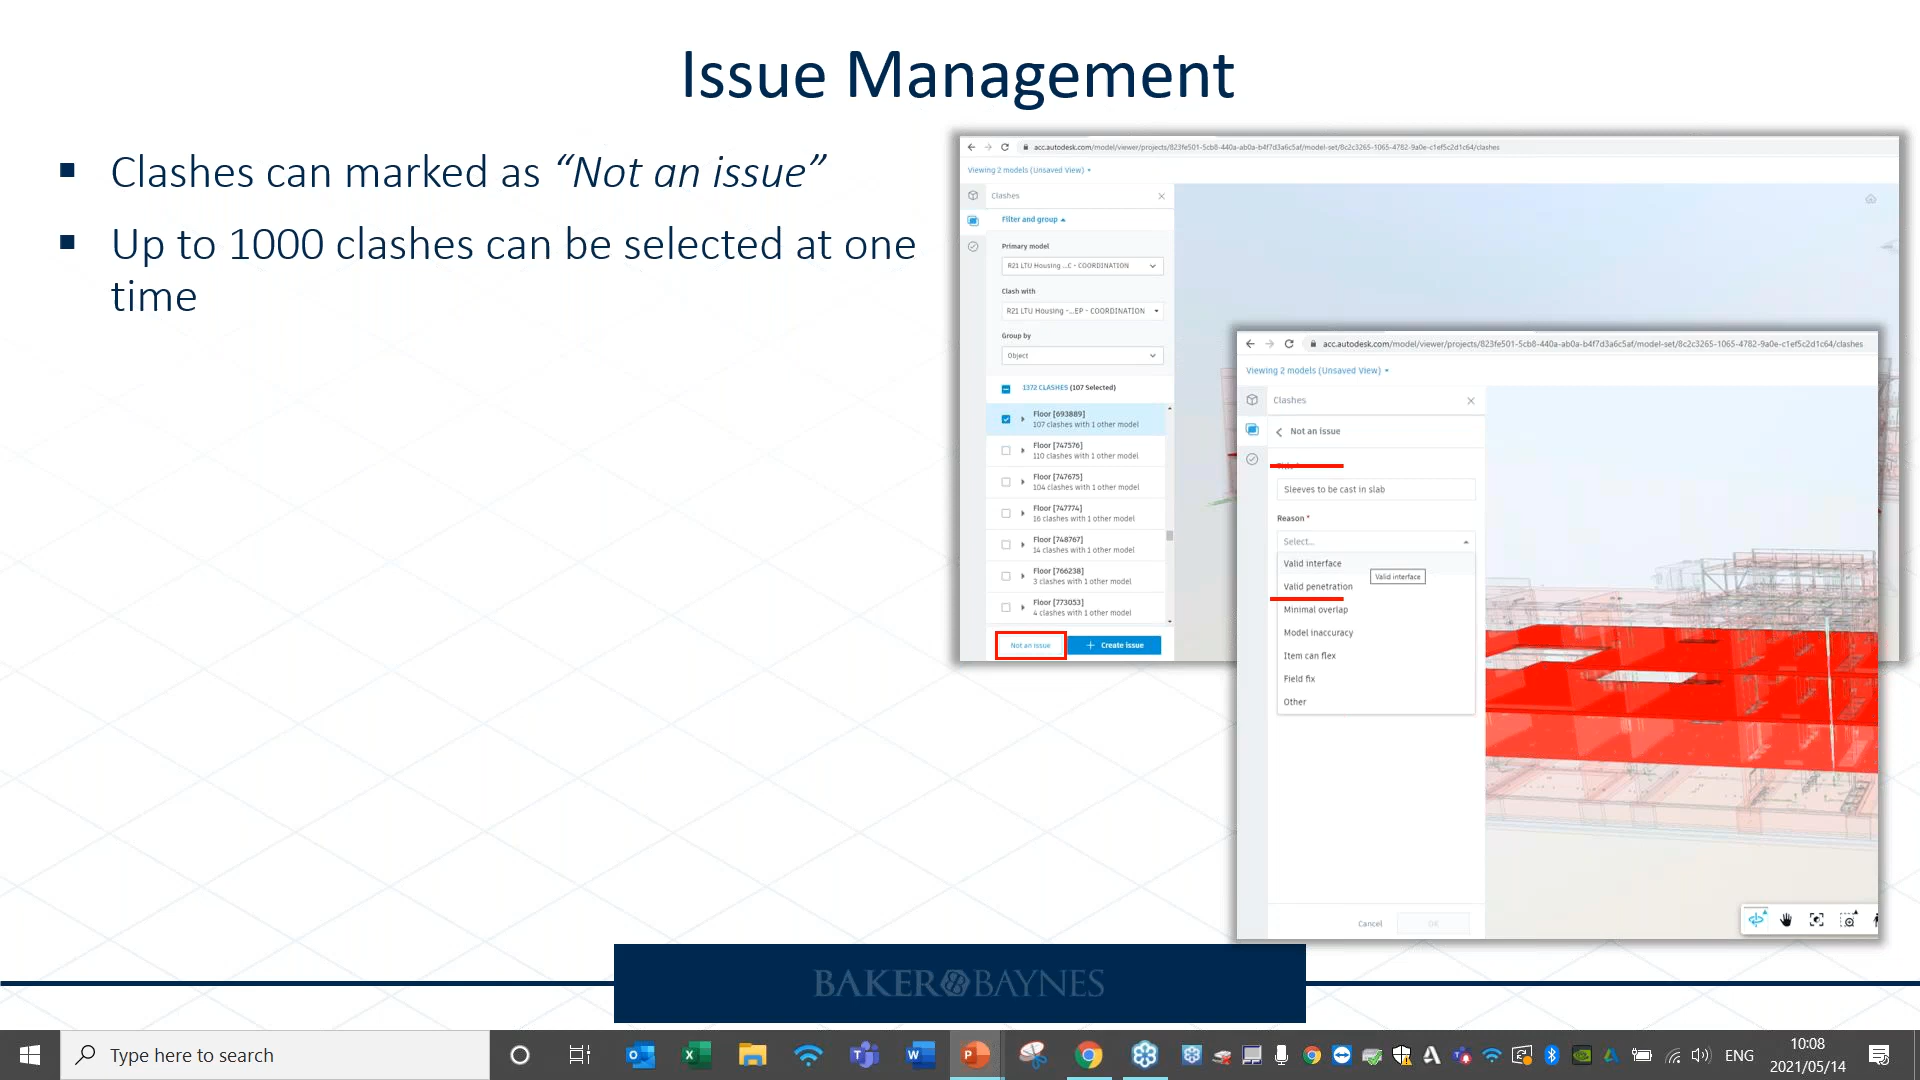 Issue Management
▪ Clashes can marked as “Not an issue”
▪ Up to 1000 clashes can be selected at one
time
acc.autodesk.com/model/viewer/projects/823fe501-5cb8-440a-ab0a-b4f7d3a6c5af/model-set/8c2c3265-1065-4782-9a0e-c1ef5c2d1c64/clashes
Viewing 2 models (Unsaved View)
Clashes
Filter and group
Primary model
R21 LTU Housing ...C - COORDINATION
Clash with
R21 LTU Housing -...EP - COORDINATION
Group by
Object
1372 CLASHES (107 Selected)
Floor [693889]
107 clashes with 1 other model
Floor [747576]
110 clashes with 1 other model
Floor [747675]
104 clashes with 1 other model
Floor [747774]
16 clashes with 1 other model
Floor [748767]
14 clashes with 1 other model
Floor [766238]
3 clashes with 1 other model
Floor [773053]
4 clashes with 1 other model
Not an issue
+ Create issue
acc.autodesk.com/model/viewer/projects/823fe501-5cb8-440a-ab0a-b4f7d3a6c5af/model-set/8c2c3265-1065-4782-9a0e-c1ef5c2d1c64/clashes
Viewing 2 models (Unsaved View)
Clashes
Not an issue
Sleeves to be cast in slab
Reason *
Select...
Valid interface
Valid interface
Valid penetration
Minimal overlap
Model inaccuracy
Item can flex
Field fix
Other
Cancel
OK
BAKER BAYNES
Type here to search
ENG
10:08
2021/05/14